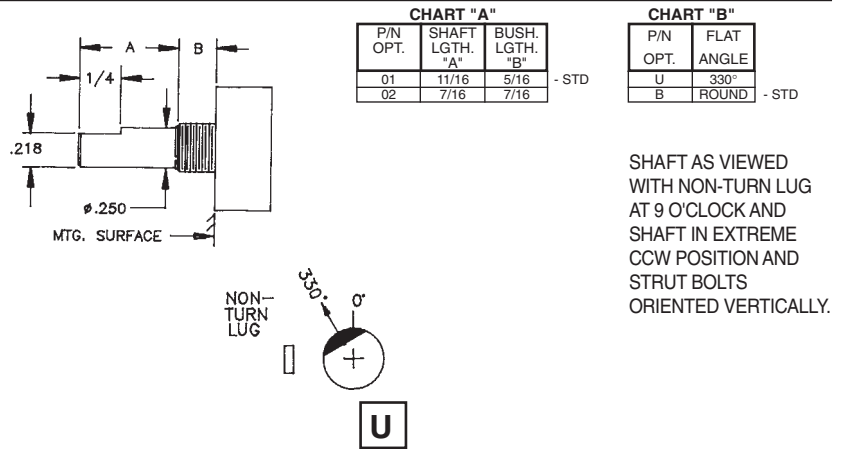 CHART "A"
P/N OPT. SHAFT LGTH. "A" BUSH. LGTH. "B"
01 11/16 5/16 - STD
02 7/16 7/16
CHART "B"
P/N OPT. FLAT ANGLE
U 330°
B ROUND - STD
A B
1/4
.218
ø.250
MTG. SURFACE
SHAFT AS VIEWED
WITH NON-TURN LUG
AT 9 O'CLOCK AND
SHAFT IN EXTREME
CCW POSITION AND
STRUT BOLTS
ORIENTED VERTICALLY.
330° 0°
NON-
TURN
LUG
U